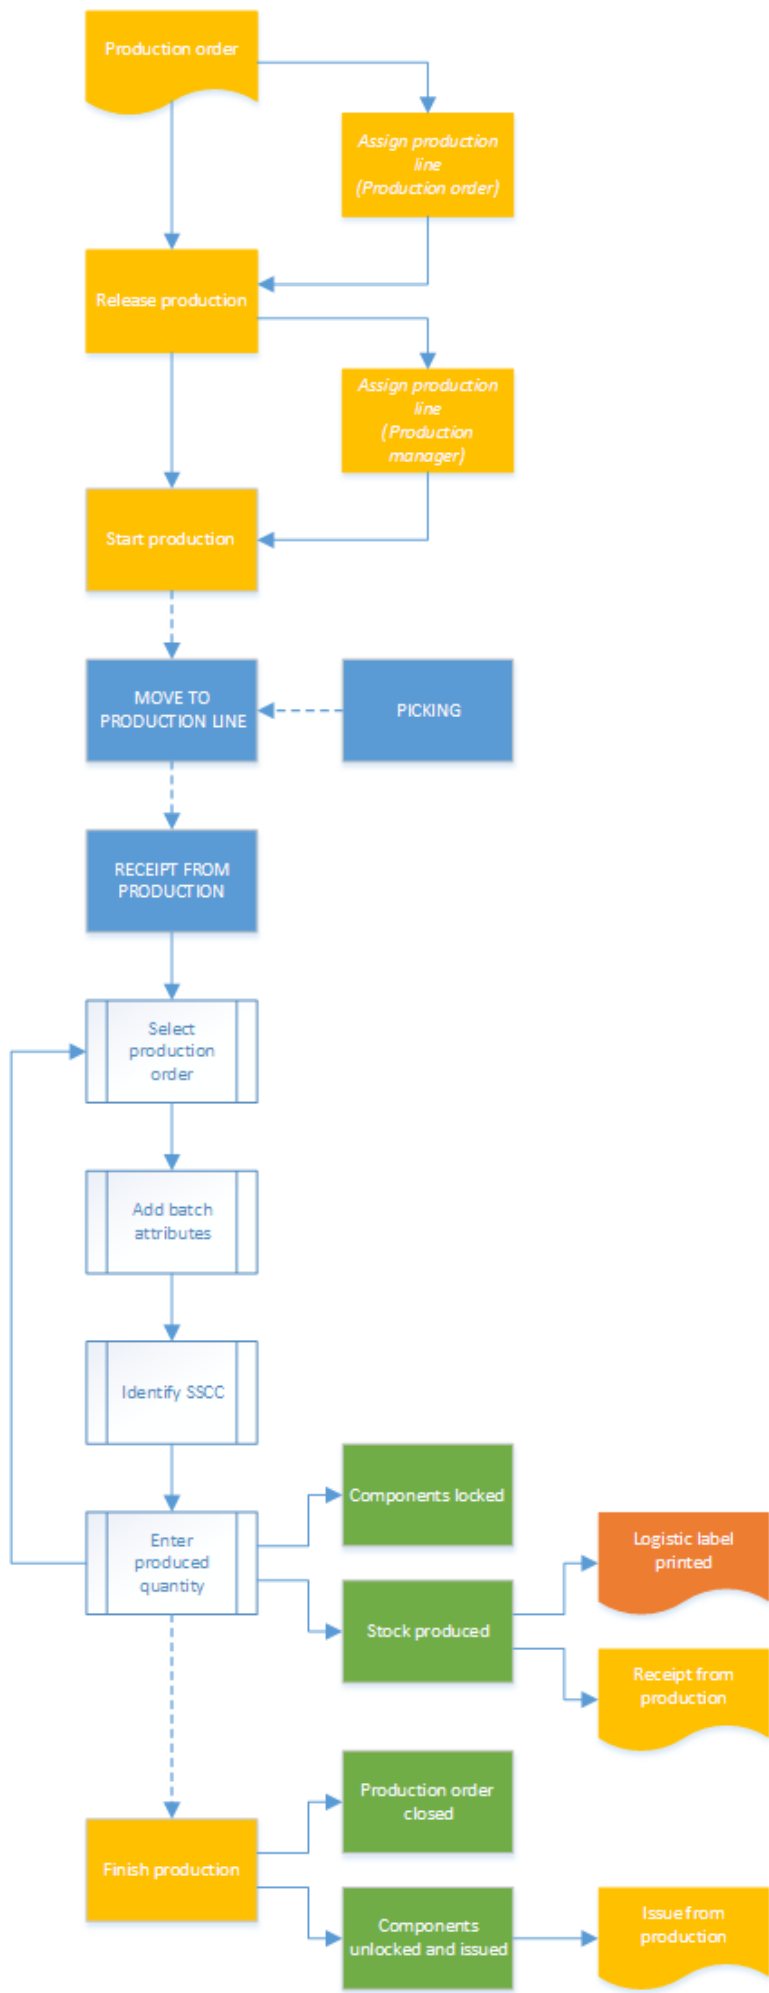 Production order
Assign production
line
(Production order)
Release production
Assign production
line
(Production
manager)
Start production
MOVE TO
PRODUCTION LINE
PICKING
RECEIPT FROM
PRODUCTION
Select
production
order
Add batch
attributes
Identify SSCC
Components locked
Enter
produced
quantity
Logistic label
printed
Stock produced
Receipt from
production
Production order
closed
Finish production
Components
unlocked and issued
Issue from
production